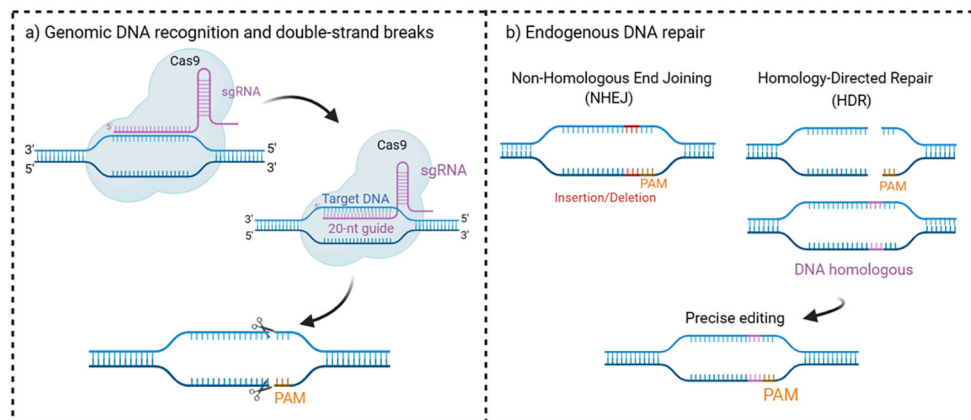 a) Genomic DNA recognition and double-strand breaks
Cas9
sgRNA
5'
3'
5'
5'
3'
Cas9
sgRNA
Target DNA
5'
20-nt guide
3'
5'
5'
3'
PAM
b) Endogenous DNA repair
Non-Homologous End Joining
(NHEJ)
Homology-Directed Repair
(HDR)
PAM
Insertion/Deletion
PAM
DNA homologous
Precise editing
PAM